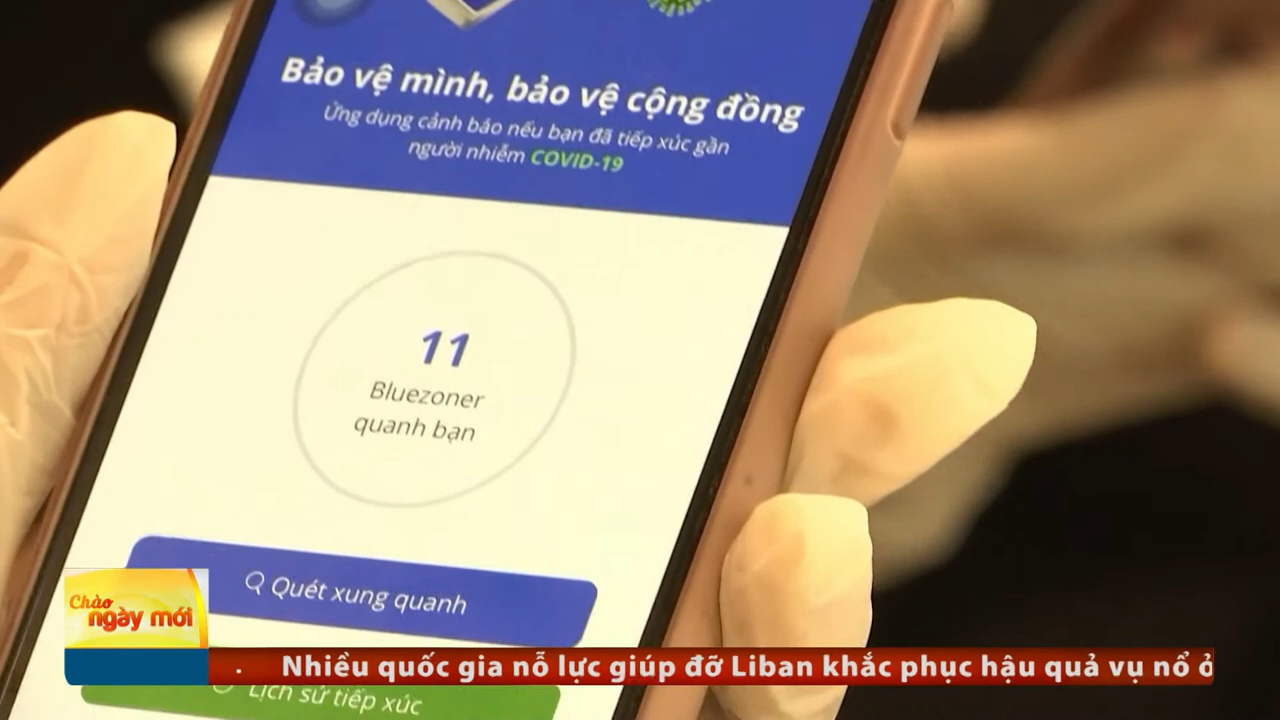 Bảo vệ mình, bảo vệ cộng đồng
Ứng dụng cảnh báo nếu bạn đã tiếp xúc gần
người nhiễm COVID-19
11
Bluezoner
quanh bạn
Quét xung quanh
Lịch sử tiếp xúc
Chào
ngày mới
Nhiều quốc gia nỗ lực giúp đỡ Liban khắc phục hậu quả vụ nổ ở